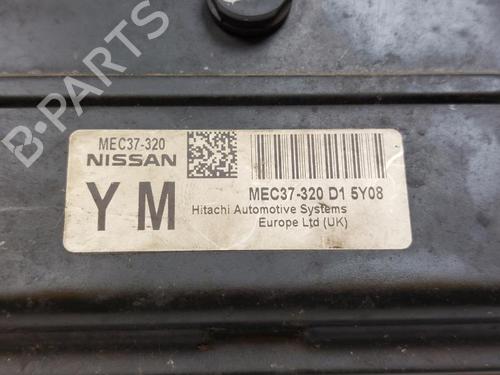 B-PARTS
MEC37-320
NISSAN
Y M
MEC37-320 D1 5Y08
Hitachi Automotive Systems
Europe Ltd (UK)